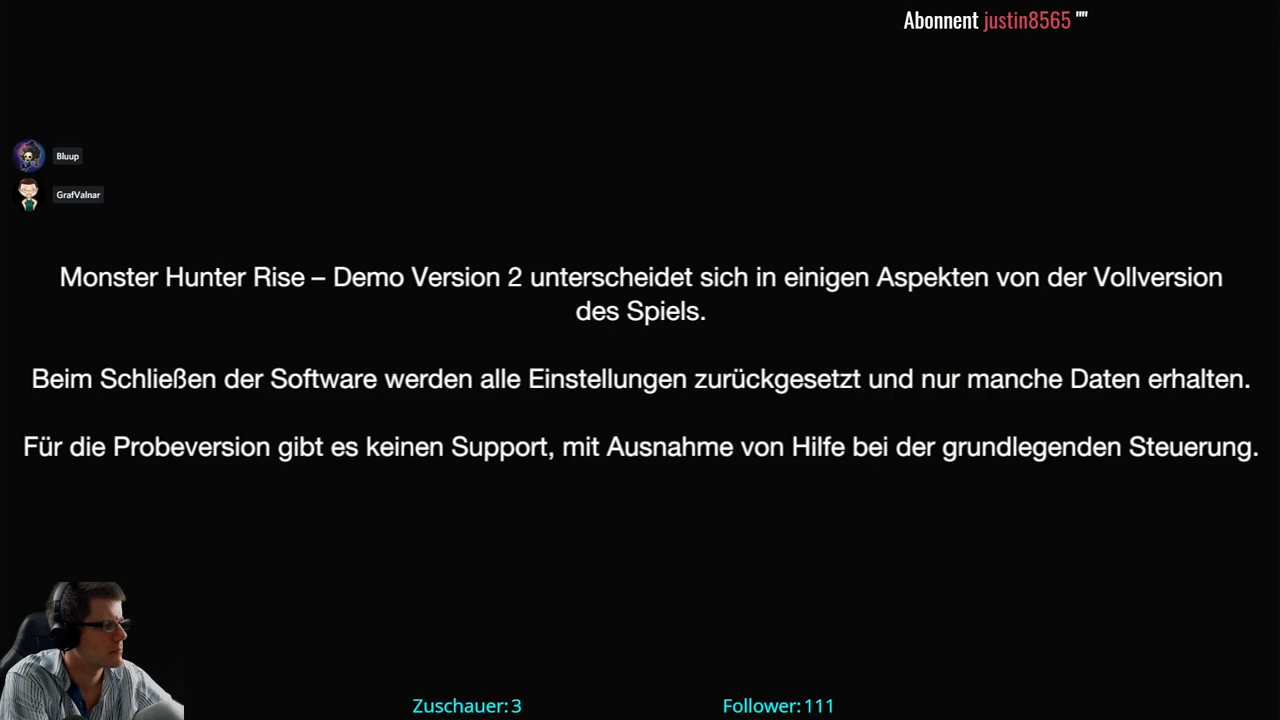 Abonnent justin8565 ""
Bluup
GrafValnar
Monster Hunter Rise – Demo Version 2 unterscheidet sich in einigen Aspekten von der Vollversion
des Spiels.
Beim Schließen der Software werden alle Einstellungen zurückgesetzt und nur manche Daten erhalten.
Für die Probeversion gibt es keinen Support, mit Ausnahme von Hilfe bei der grundlegenden Steuerung.
Zuschauer: 3
Follower: 111